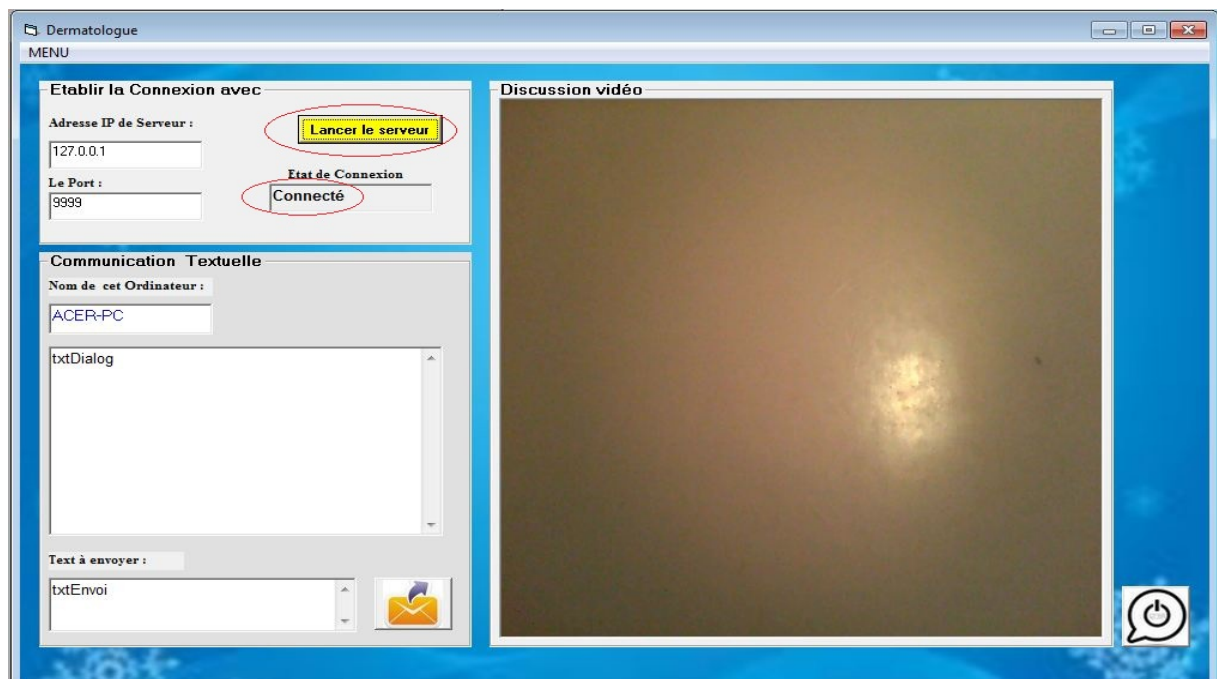 Dermatologue
MENU
Etablir la Connexion avec
Adresse IP de Serveur :
Lancer le serveur
127.0.0.1
Etat de Connexion
Le Port :
Connecté
9999
Communication Textuelle
Nom de cet Ordinateur :
ACER-PC
txtDialog
Text à envoyer :
txtEnvoi
Discussion vidéo